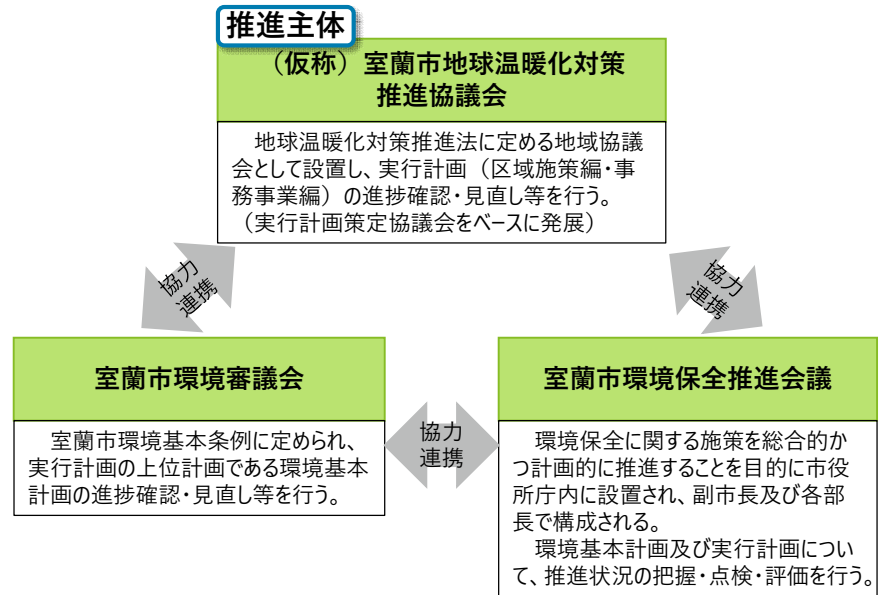 推進主体
（仮称）室蘭市地球温暖化対策
推進協議会
地球温暖化対策推進法に定める地域協議
会として設置し、実行計画（区域施策編・事
務事業編）の進捗確認・見直し等を行う。
（実行計画策定協議会をベースに発展）
協力
連携
協力
連携
室蘭市環境審議会
室蘭市環境基本条例に定められ、
実行計画の上位計画である環境基本
計画の進捗確認・見直し等を行う。
協力
連携
室蘭市環境保全推進会議
環境保全に関する施策を総合的か
つ計画的に推進することを目的に市役
所庁内に設置され、副市長及び各部
長で構成される。
環境基本計画及び実行計画につい
て、推進状況の把握・点検・評価を行う。